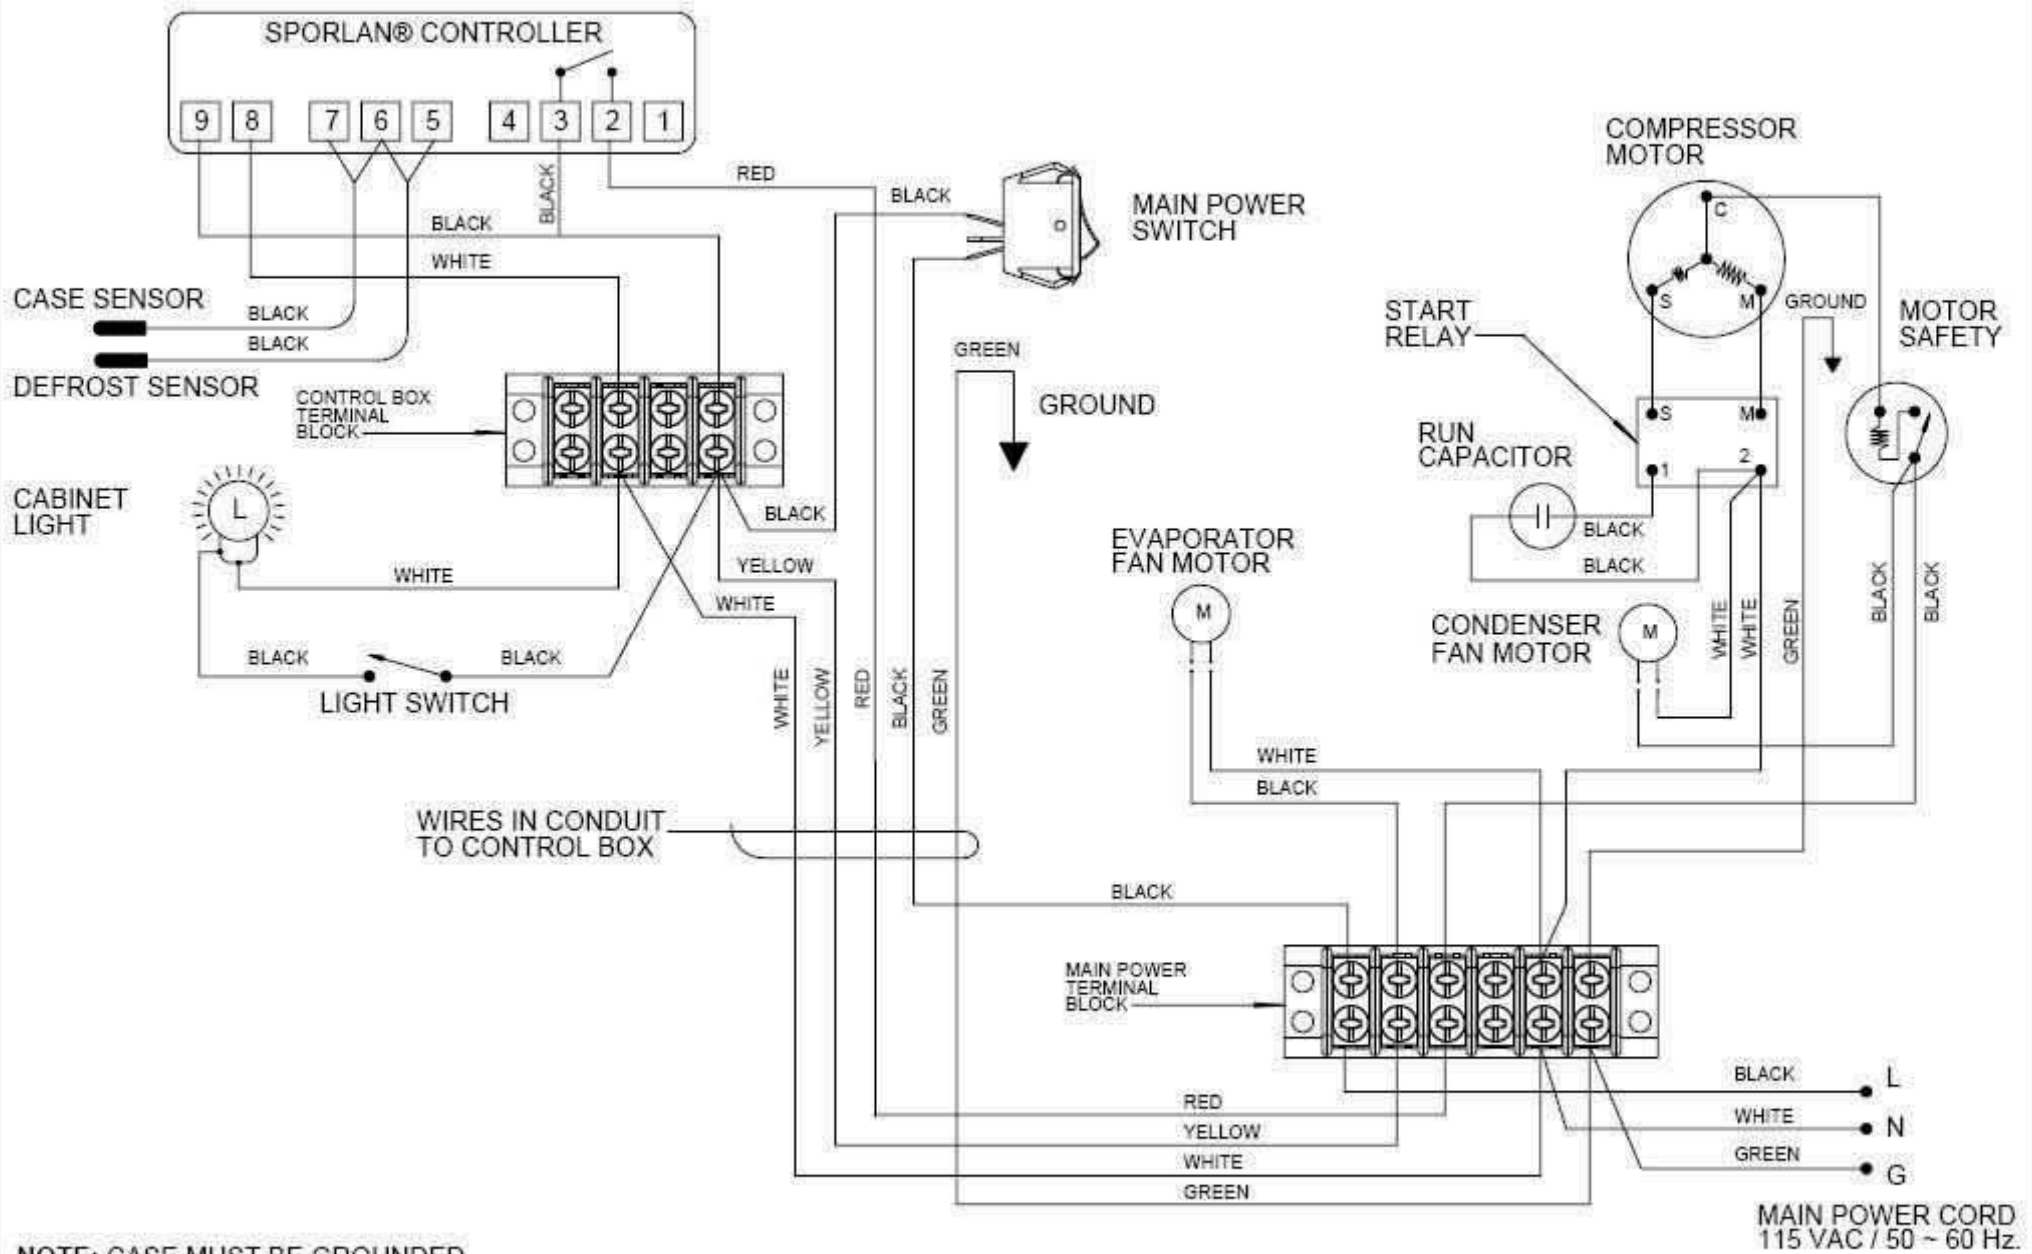 SPORLAN® CONTROLLER
9 8 7 6 5 4 3 2 1
BLACK
RED
BLACK
BLACK
WHITE
MAIN POWER
SWITCH
COMPRESSOR
MOTOR
C
S
M
GROUND
START
RELAY
MOTOR
SAFETY
CASE SENSOR
BLACK
BLACK
DEFROST SENSOR
CONTROL BOX
TERMINAL
BLOCK
GREEN
GROUND
S
M
1
2
RUN
CAPACITOR
BLACK
BLACK
CABINET
LIGHT
L
BLACK
YELLOW
WHITE
WHITE
BLACK
BLACK
LIGHT SWITCH
EVAPORATOR
FAN MOTOR
M
CONDENSER
FAN MOTOR
M
WHITE
WHITE
GREEN
BLACK
BLACK
WHITE
YELLOW
RED
BLACK
GREEN
WHITE
BLACK
WIRES IN CONDUIT
TO CONTROL BOX
BLACK
MAIN POWER
TERMINAL
BLOCK
BLACK
L
RED
WHITE
N
YELLOW
GREEN
G
WHITE
GREEN
MAIN POWER CORD
115 VAC / 50 ~ 60 Hz.
NOTE: CASE MUST BE GROUNDED